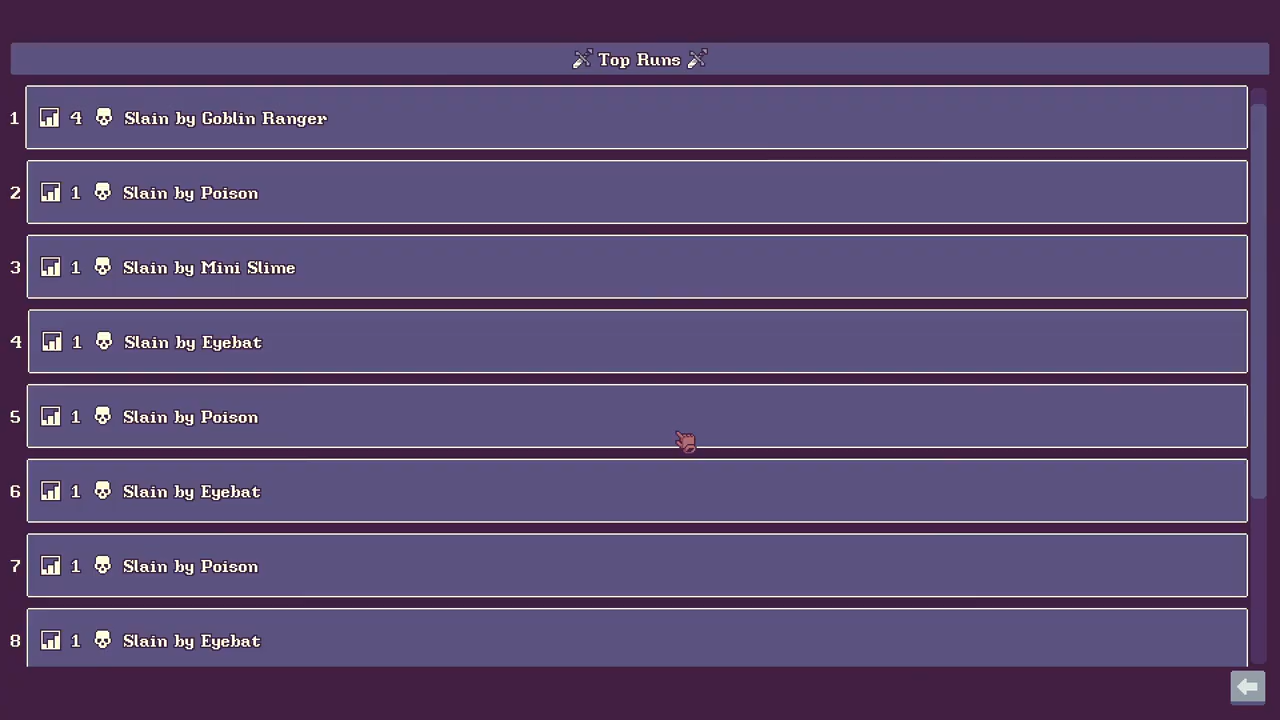 Top Runs
1 4 Slain by Goblin Ranger
2 1 Slain by Poison
3 1 Slain by Mini Slime
4 1 Slain by Eyebat
5 1 Slain by Poison
6 1 Slain by Eyebat
7 1 Slain by Poison
8 1 Slain by Eyebat